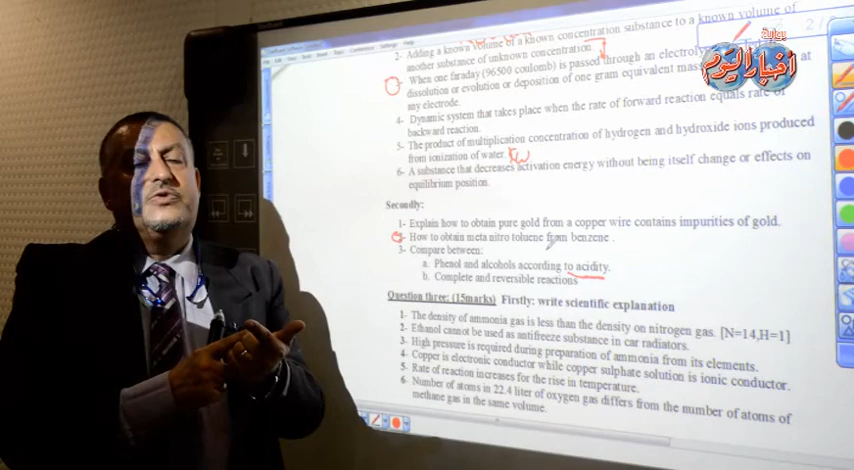 2- Adding a known volume of a known concentration substance to a known volume of
another substance of unknown concentration.
When one faraday (96500 coulomb) is passed through an
dissolution or evolution or deposition of one gram equivalent at
any electrode.
4- Dynamic system that takes place when the rate of forward reaction equals rate of
backward reaction.
5- The product of multiplication concentration of hydrogen and hydroxide ions produced
from ionization of water. Kw
6- A substance that decreases activation energy without being itself change or effects on
equilibrium position.
Secondly:
1- Explain how to obtain pure gold from a copper wire contains impurities of gold.
2- How to obtain meta nitro toluene from benzene .
3- Compare between:
a. Phenol and alcohols according to acidity.
b. Complete and reversible reactions
Question three: (15marks) Firstly: write scientific explanation
1- The density of ammonia gas is less than the density on nitrogen gas. [N=14,H=1]
2- Ethanol cannot be used as antifreeze substance in car radiators.
3- High pressure is required during preparation of ammonia from its elements.
4- Copper is electronic conductor while copper sulphate solution is ionic conductor.
5- Rate of reaction increases for the rise in temperature.
6- Number of atoms in 22.4 liter of oxygen gas differs from the number of atoms of
methane gas in the same volume.
بوابة
أخبار اليوم